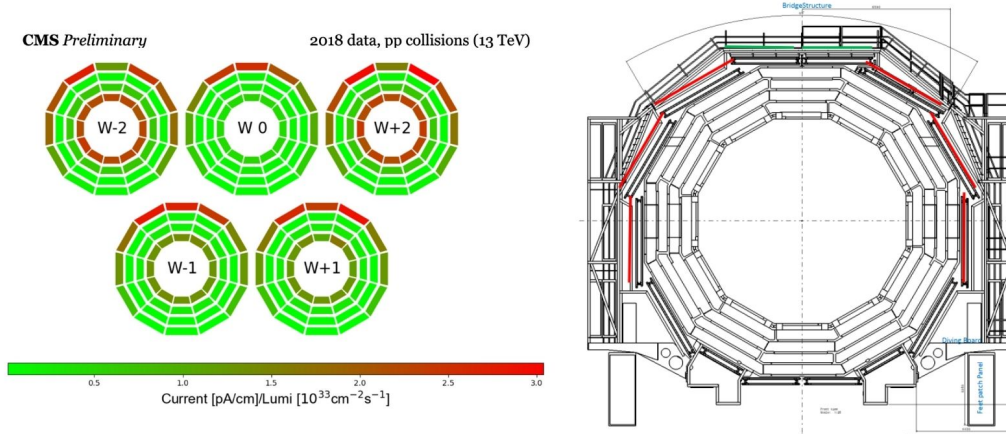 CMS Preliminary
2018 data, pp collisions (13 TeV)
W-2
W 0
W+2
W-1
W+1
0.5
1.0
1.5
2.0
2.5
3.0
Current [pA/cm]/Lumi [10³³cm⁻²s⁻¹]
BridgeStructure
Diving Board
Feet patch Panel